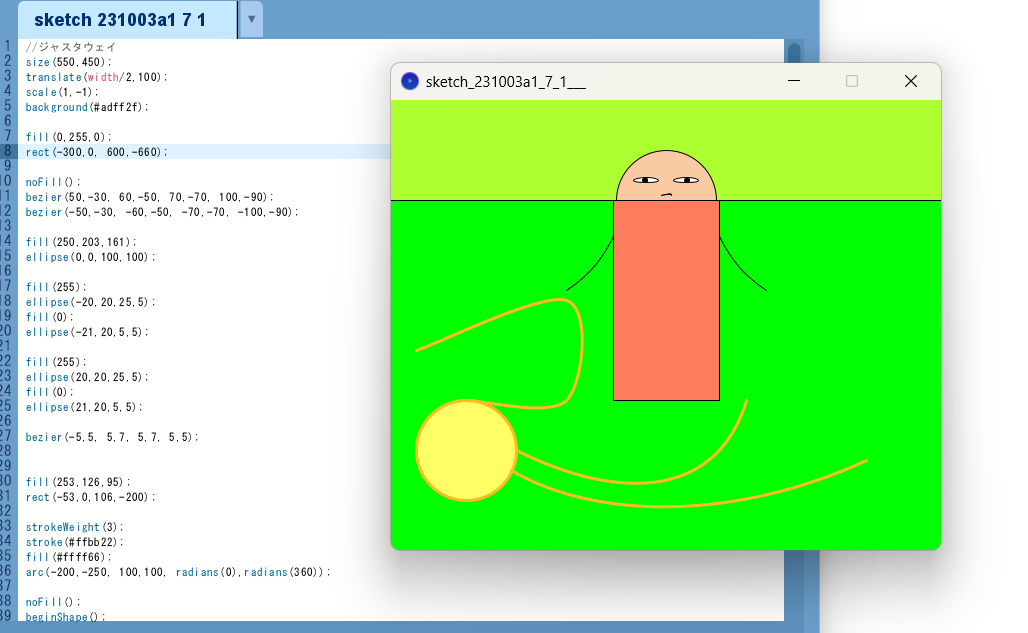 sketch 231003a1 7 1 ▼
1 //ジャスタウェイ
2 size(550,450);
3 translate(width/2,100);
4 scale(1,-1);
5 background(#adff2f);
6
7 fill(0,255,0);
8 rect(-300,0, 600,-660);
9
10 noFill();
11 bezier(50,-30, 60,-50, 70,-70, 100,-90);
12 bezier(-50,-30, -60,-50, -70,-70, -100,-90);
13
14 fill(250,203,161);
15 ellipse(0,0,100,100);
16
17 fill(255);
18 ellipse(-20,20,25,5);
19 fill(0);
20 ellipse(-21,20,5,5);
21
22 fill(255);
23 ellipse(20,20,25,5);
24 fill(0);
25 ellipse(21,20,5,5);
26
27 bezier(-5,5, 5,7, 5,7, 5,5);
28
29
30 fill(253,126,95);
31 rect(-53,0,106,-200);
32
33 strokeWeight(3);
34 stroke(#ffbb22);
35 fill(#ffff66);
36 arc(-200,-250, 100,100, radians(0),radians(360));
37
38 noFill();
39 beginShape();
sketch_231003a1_7_1___